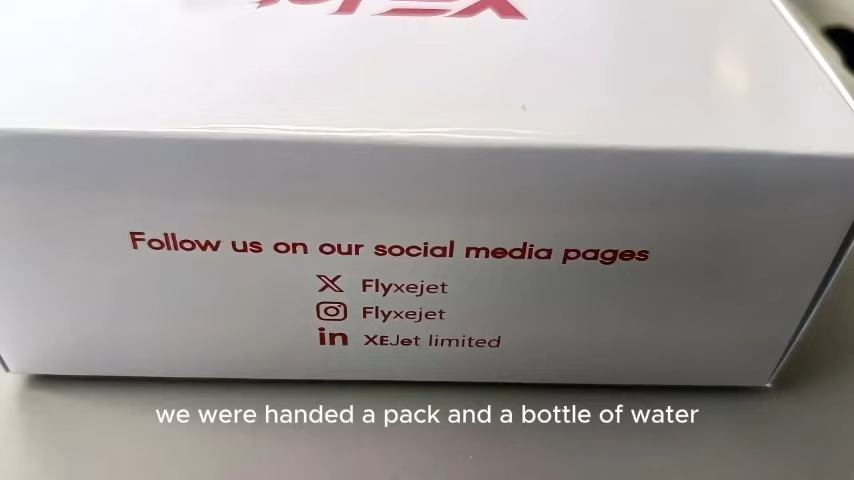 Follow us on our social media pages
Flyxejet
Flyxejet
in XEJet limited
we were handed a pack and a bottle of water